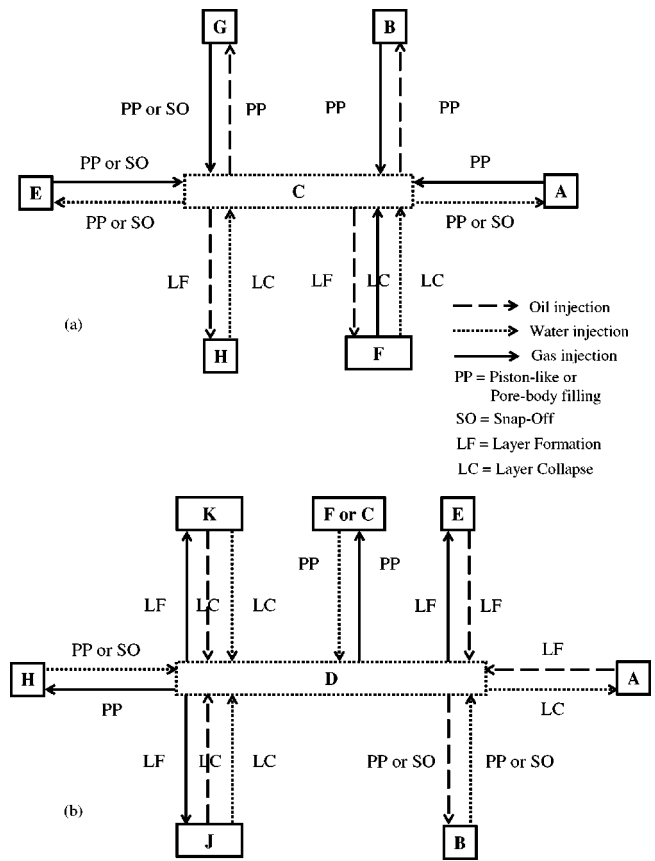 G B
PP or SO PP PP PP
PP or SO PP
E C A
PP or SO PP or SO
LF LC LF LC LC
(a)
H F
Oil injection
Water injection
Gas injection
PP = Piston-like or
Pore-body filling
SO = Snap-Off
LF = Layer Formation
LC = Layer Collapse
K F or C E
PP PP
LF LC LC LF LF
PP or SO LF
H D A
PP LC
LF LC LC PP or SO PP or SO
(b)
J B